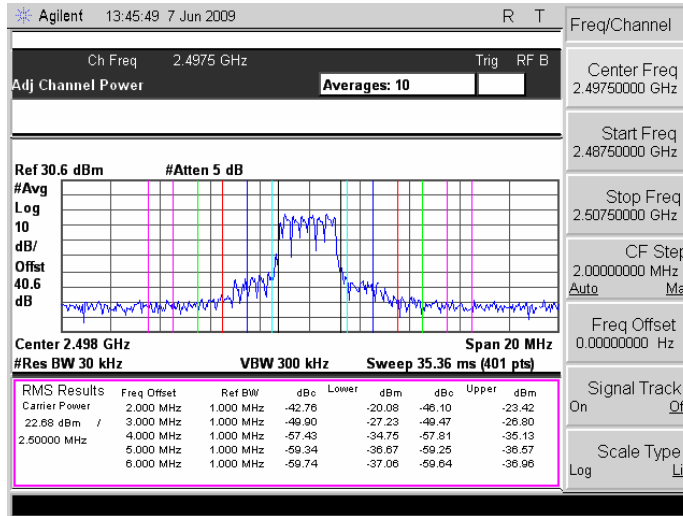 Agilent 13:45:49 7 Jun 2009 R T
Freq/Channel
Ch Freq 2.4975 GHz Trig RF B
Adj Channel Power Averages: 10
Center Freq
2.49750000 GHz
Start Freq
2.48750000 GHz
Stop Freq
2.50750000 GHz
CF Step
2.00000000 MHz
Auto Ma
Freq Offset
0.00000000 Hz
Signal Track
On Of
Scale Type
Log Li
Ref 30.6 dBm #Atten 5 dB
#Avg
Log
10
dB/
Offst
40.6
dB
Center 2.498 GHz Span 20 MHz
#Res BW 30 kHz VBW 300 kHz Sweep 35.36 ms (401 pts)
RMS Results Freq Offset Ref BW dBc Lower dBm dBc Upper dBm
Carrier Power 2.000 MHz 1.000 MHz -42.76 -20.08 -46.10 -23.42
22.68 dBm / 3.000 MHz 1.000 MHz -49.90 -27.23 -49.47 -26.80
2.50000 MHz 4.000 MHz 1.000 MHz -57.43 -34.75 -57.81 -35.13
5.000 MHz 1.000 MHz -59.34 -36.67 -59.25 -36.57
6.000 MHz 1.000 MHz -59.74 -37.06 -59.64 -36.96